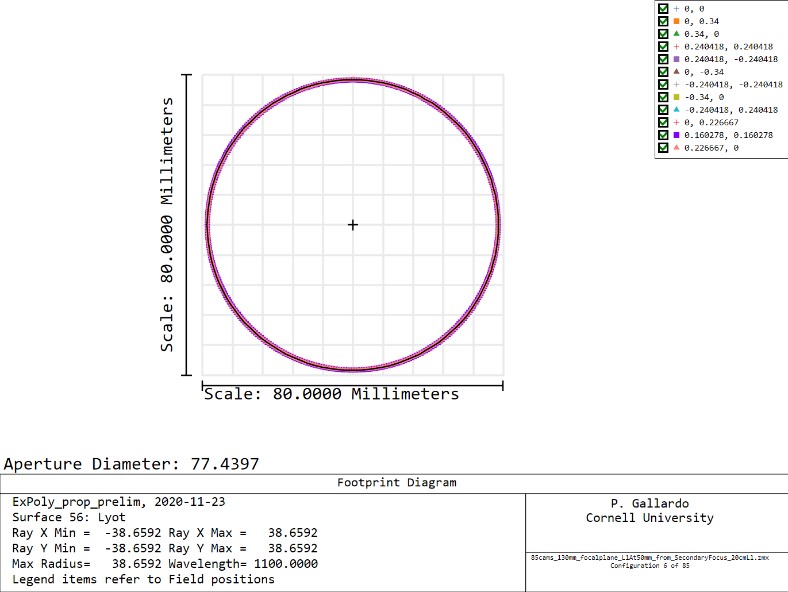 0, 0
0, 0.34
0.34, 0
0.240418, 0.240418
0.240418, -0.240418
0, -0.34
-0.240418, -0.240418
-0.34, 0
-0.240418, 0.240418
0, 0.226667
0.160278, 0.160278
0.226667, 0
Scale: 80.0000 Millimeters
Scale: 80.0000 Millimeters
Aperture Diameter: 77.4397
Footprint Diagram
ExPoly_prop_prelim, 2020-11-23
Surface 56: Lyot
Ray X Min =  -38.6592 Ray X Max =   38.6592
Ray Y Min =  -38.6592 Ray Y Max =   38.6592
Max Radius=   38.6592 Wavelength= 1100.0000
Legend items refer to Field positions
P. Gallardo
Cornell University
85cams_130mm_focalplane_L1At50mm_from_SecondaryFocus_20cmLl.zmx
Configuration 6 of 85